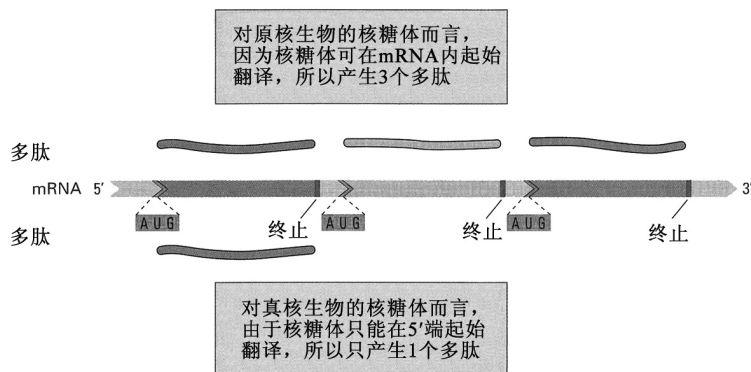 对原核生物的核糖体而言，
因为核糖体可在mRNA内起始
翻译，所以产生3个多肽
多肽
mRNA 5′ 3′
AUG 终止 AUG 终止 AUG 终止
多肽
对真核生物的核糖体而言，
由于核糖体只能在5′端起始
翻译，所以只产生1个多肽